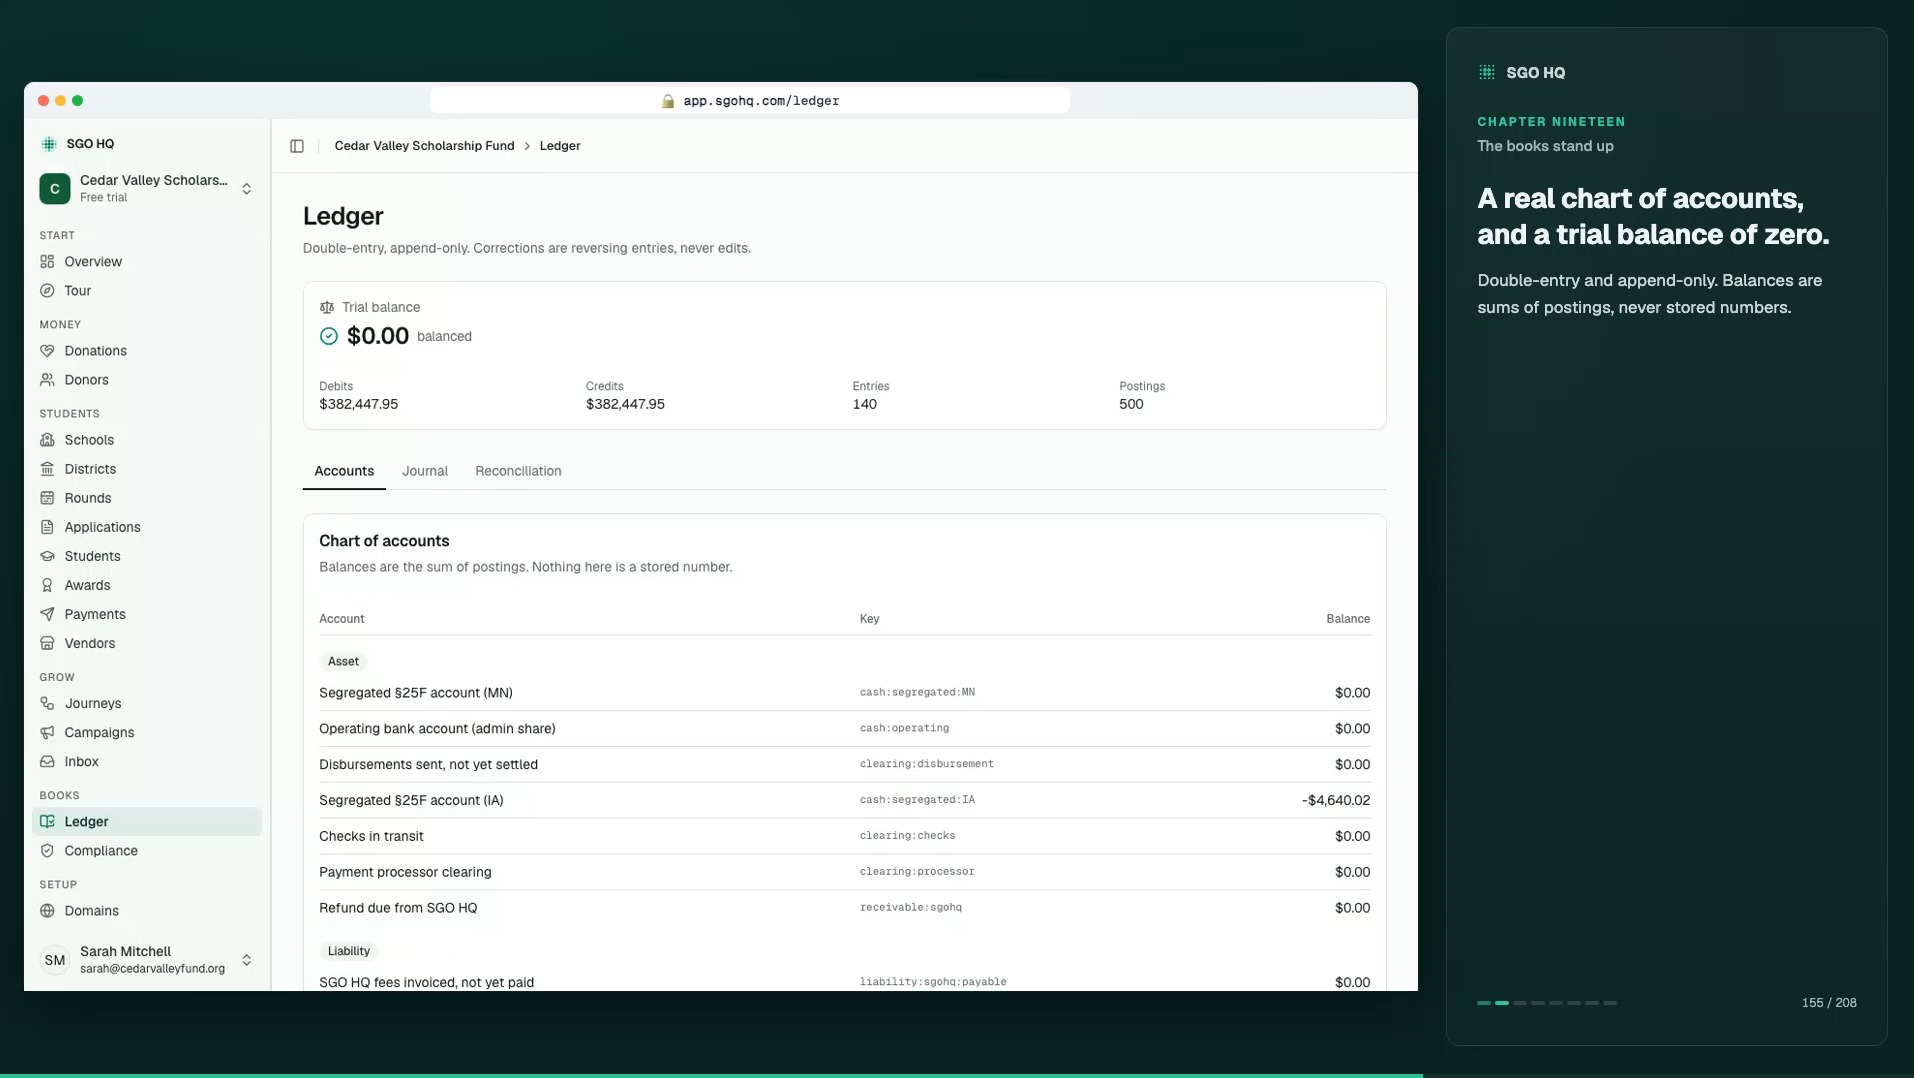 app.sgohq.com/ledger
SGO HQ
Cedar Valley Scholars...
Free trial
C
START
Overview
Tour
MONEY
Donations
Donors
STUDENTS
Schools
Districts
Rounds
Applications
Students
Awards
Payments
Vendors
GROW
Journeys
Campaigns
Inbox
BOOKS
Ledger
Compliance
SETUP
Domains
SM
Sarah Mitchell
sarah@cedarvalleyfund.org
Cedar Valley Scholarship Fund > Ledger
Ledger
Double-entry, append-only. Corrections are reversing entries, never edits.
Trial balance
$0.00 balanced
Debits Credits Entries Postings
$382,447.95 $382,447.95 140 500
Accounts Journal Reconciliation
Chart of accounts
Balances are the sum of postings. Nothing here is a stored number.
Account Key Balance
Asset
Segregated §25F account (MN) cash:segregated:MN $0.00
Operating bank account (admin share) cash:operating $0.00
Disbursements sent, not yet settled clearing:disbursement $0.00
Segregated §25F account (IA) cash:segregated:IA -$4,640.02
Checks in transit clearing:checks $0.00
Payment processor clearing clearing:processor $0.00
Refund due from SGO HQ receivable:sgohq $0.00
Liability
SGO HQ fees invoiced, not yet paid liability:sgohq:payable $0.00
SGO HQ
CHAPTER NINETEEN
The books stand up
A real chart of accounts,
and a trial balance of zero.
Double-entry and append-only. Balances are
sums of postings, never stored numbers.
155 / 208